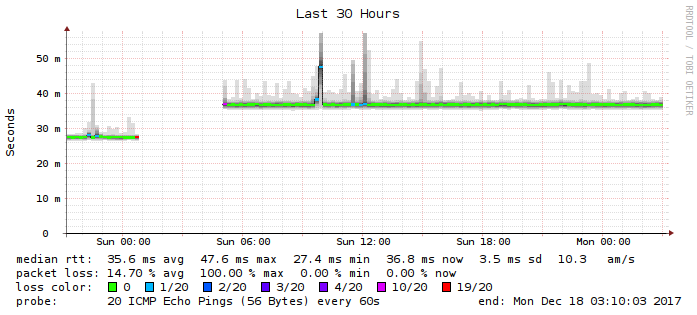 Last 30 Hours
RRDTOOL / TOBI OETIKER
Seconds
50 m
40 m
30 m
20 m
10 m
0
Sun 00:00 Sun 06:00 Sun 12:00 Sun 18:00 Mon 00:00
median rtt: 35.6 ms avg 47.6 ms max 27.4 ms min 36.8 ms now 3.5 ms sd 10.3 am/s
packet loss: 14.70 % avg 100.00 % max 0.00 % min 0.00 % now
loss color: 0 1/20 2/20 3/20 4/20 10/20 19/20
probe: 20 ICMP Echo Pings (56 Bytes) every 60s end: Mon Dec 18 03:10:03 2017